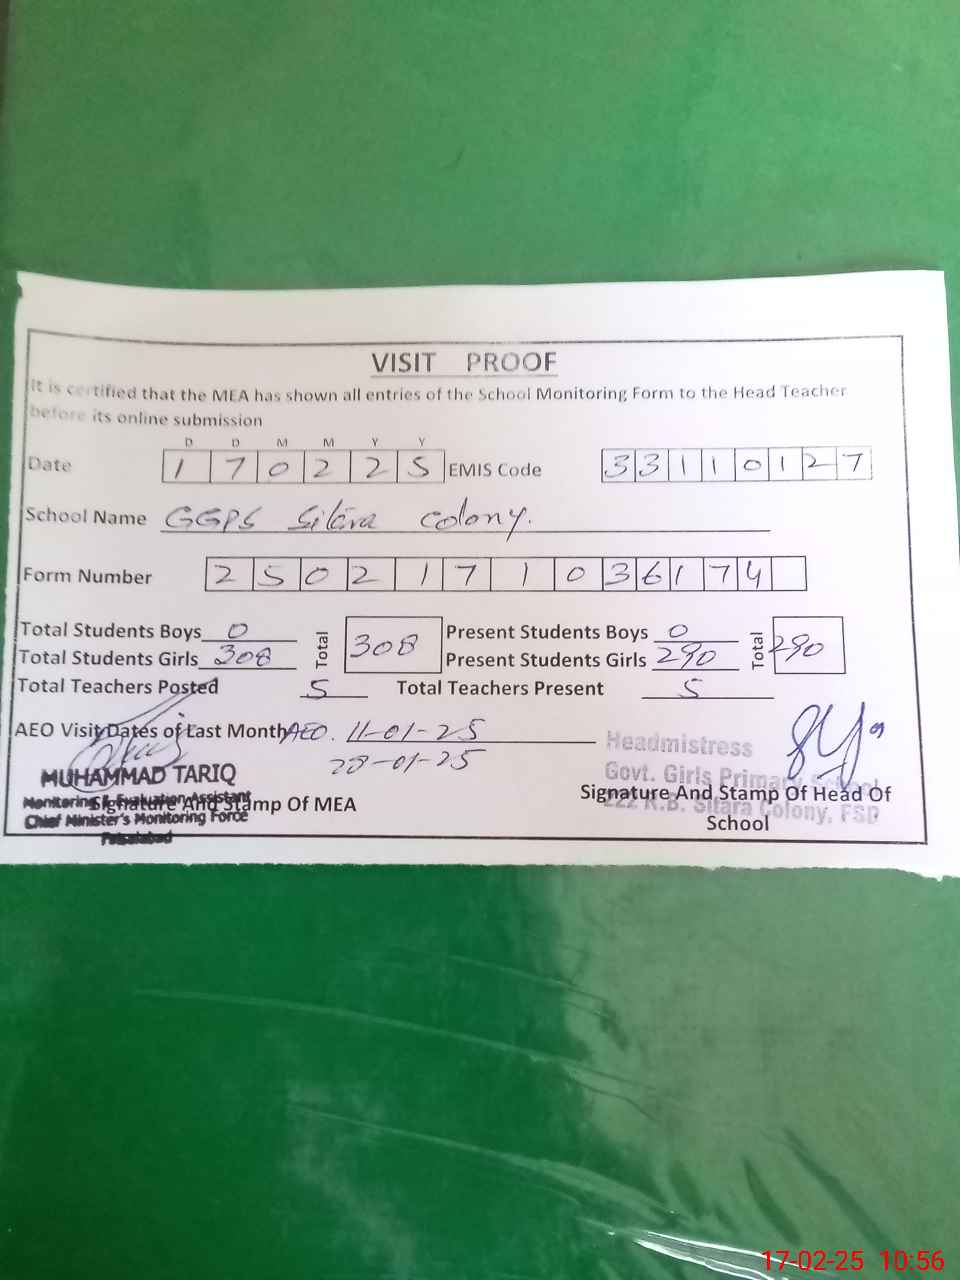 VISIT PROOF
It is certified that the MEA has shown all entries of the School Monitoring Form to the Head Teacher
before its online submission
D D M M Y Y
Date 1 7 0 2 2 5 EMIS Code 3 3 1 1 0 1 2 7
School Name GGPS Sitara Colony.
Form Number 2 5 0 2 1 7 1 0 3 6 1 7 4
Total Students Boys 0 Total 308 Present Students Boys 0 Total 290
Total Students Girls 308 Present Students Girls 290
Total Teachers Posted 5 Total Teachers Present 5
AEO Visit Dates of Last Month AEO. 11-01-25
28-01-25
Headmistress
Govt. Girls Primary School
222 R.B. Sitara Colony, FSD
MUHAMMAD TARIQ
Monitoring & Evaluation Assistant
Chief Minister's Monitoring Force
Faisalabad
Signature And Stamp Of MEA
Signature And Stamp Of Head Of
School
17-02-25 10:56